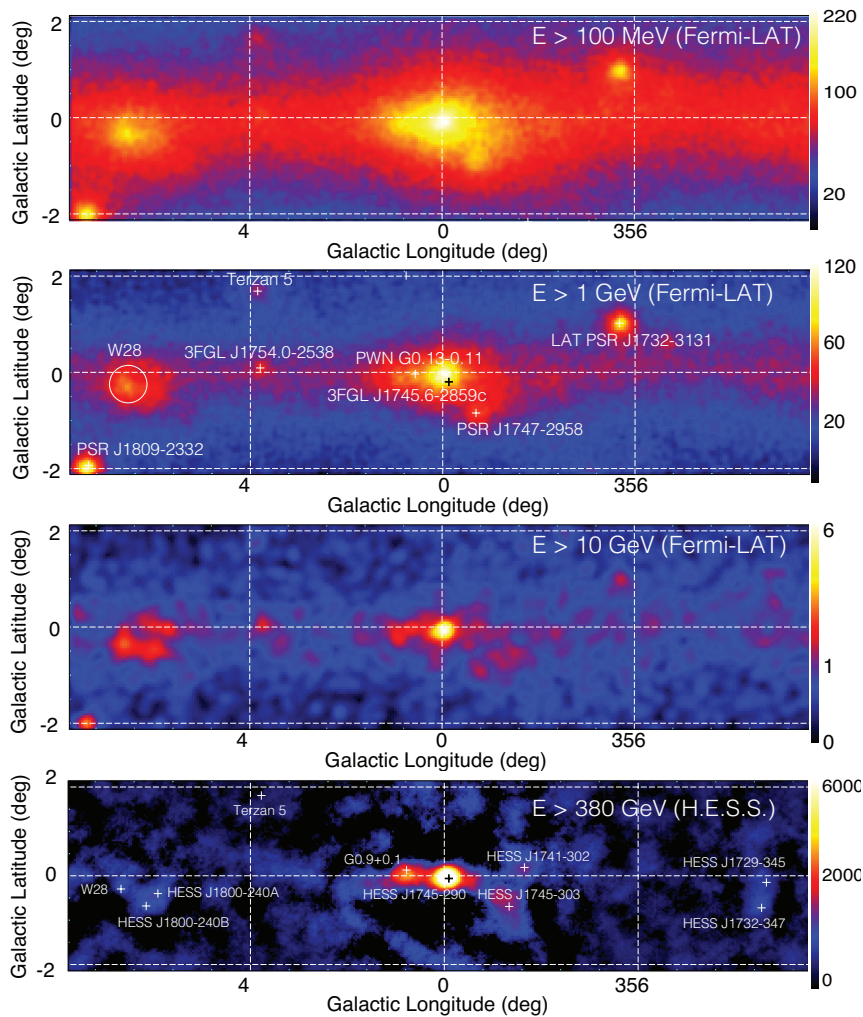 E > 100 MeV (Fermi-LAT)
Galactic Latitude (deg)
2
0
-2
4
0
356
Galactic Longitude (deg)
220
100
20
E > 1 GeV (Fermi-LAT)
Galactic Latitude (deg)
2
0
-2
Terzan 5
W28
3FGL J1754.0-2538
PWN G0.13-0.11
LAT PSR J1732-3131
3FGL J1745.6-2859c
PSR J1747-2958
PSR J1809-2332
4
0
356
Galactic Longitude (deg)
120
60
20
E > 10 GeV (Fermi-LAT)
Galactic Latitude (deg)
2
0
-2
4
0
356
Galactic Longitude (deg)
6
1
0
E > 380 GeV (H.E.S.S.)
Galactic Latitude (deg)
2
0
-2
Terzan 5
G0.9+0.1
HESS J1741-302
HESS J1729-345
W28
HESS J1800-240A
HESS J1745-290
HESS J1745-303
HESS J1800-240B
HESS J1732-347
4
0
356
Galactic Longitude (deg)
6000
2000
0